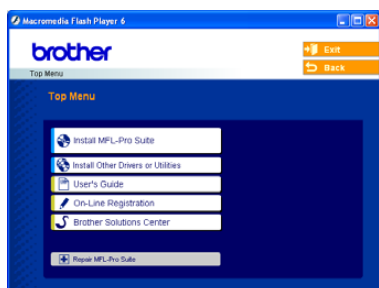 Macromedia Flash Player 6
brother
Exit
Back
Top Menu
Top Menu
Install MFL-Pro Suite
Install Other Drivers or Utilities
User's Guide
On-Line Registration
Brother Solutions Center
Repair MFL-Pro Suite